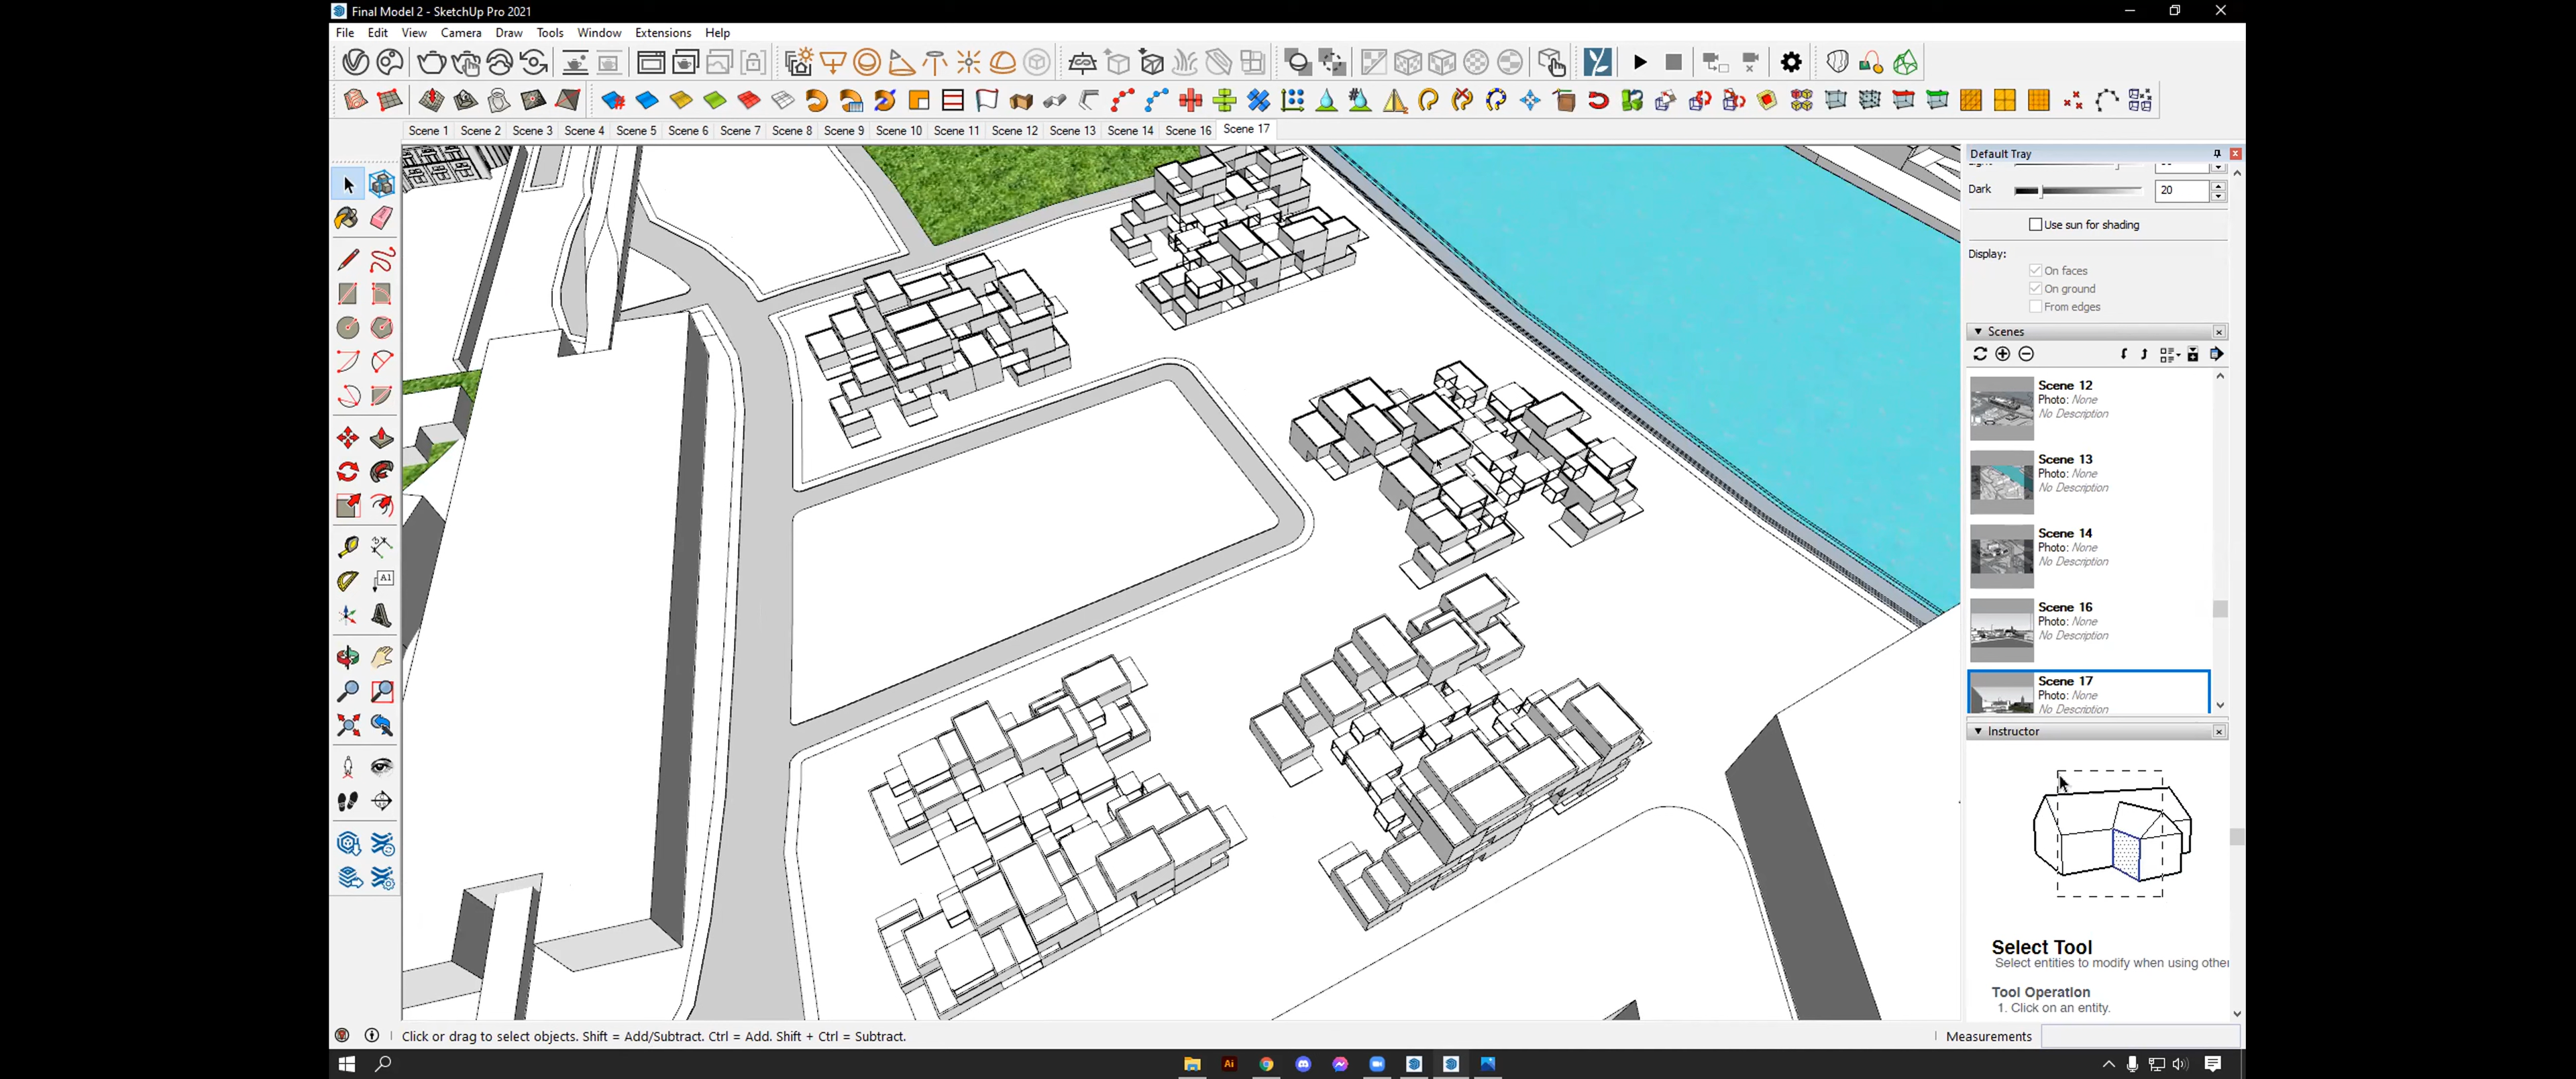 Final Model 2 - SketchUp Pro 2021
File Edit View Camera Draw Tools Window Extensions Help
Scene 1 Scene 2 Scene 3 Scene 4 Scene 5 Scene 6 Scene 7 Scene 8 Scene 9 Scene 10 Scene 11 Scene 12 Scene 13 Scene 14 Scene 16 Scene 17
Default Tray
Dark 20
Use sun for shading
Display:
On faces
On ground
From edges
Scenes
Scene 12
Photo: None
No Description
Scene 13
Photo: None
No Description
Scene 14
Photo: None
No Description
Scene 16
Photo: None
No Description
Scene 17
Photo: None
No Description
Instructor
Select Tool
Select entities to modify when using other
Tool Operation
1. Click on an entity.
A1
Click or drag to select objects. Shift = Add/Subtract. Ctrl = Add. Shift + Ctrl = Subtract.
Measurements
Ai